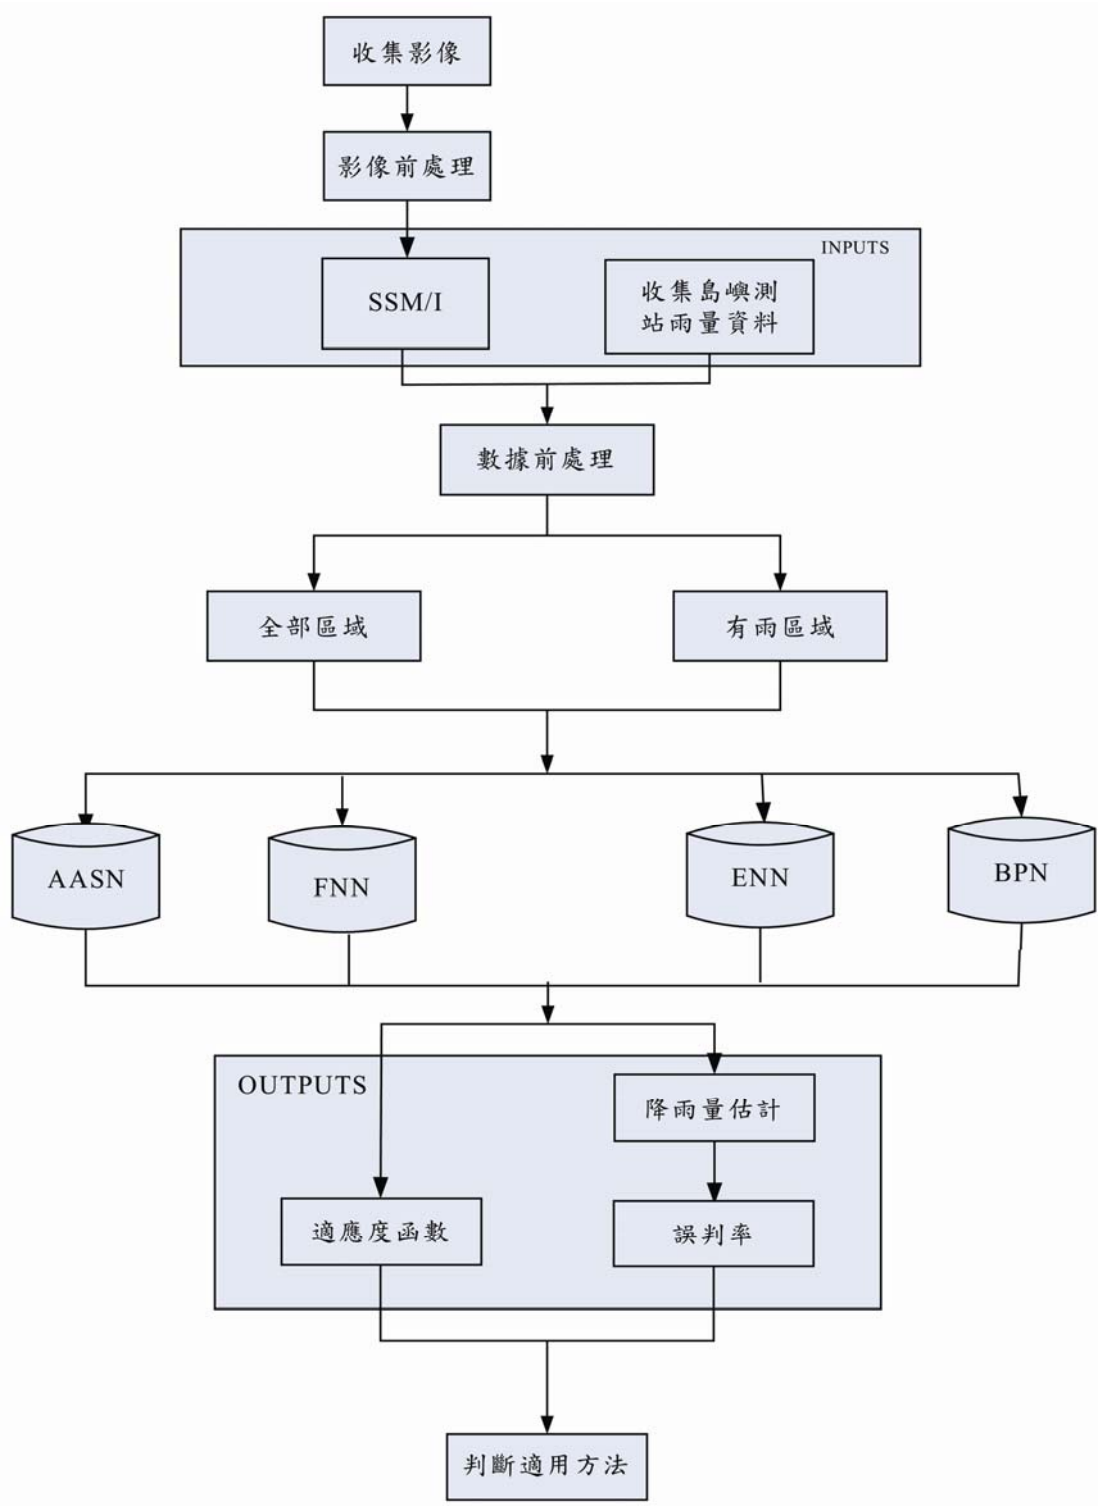 收集影像
影像前處理
INPUTS
SSM/I
收集島嶼測
站雨量資料
數據前處理
全部區域
有雨區域
AASN
FNN
ENN
BPN
OUTPUTS
降雨量估計
適應度函數
誤判率
判斷適用方法